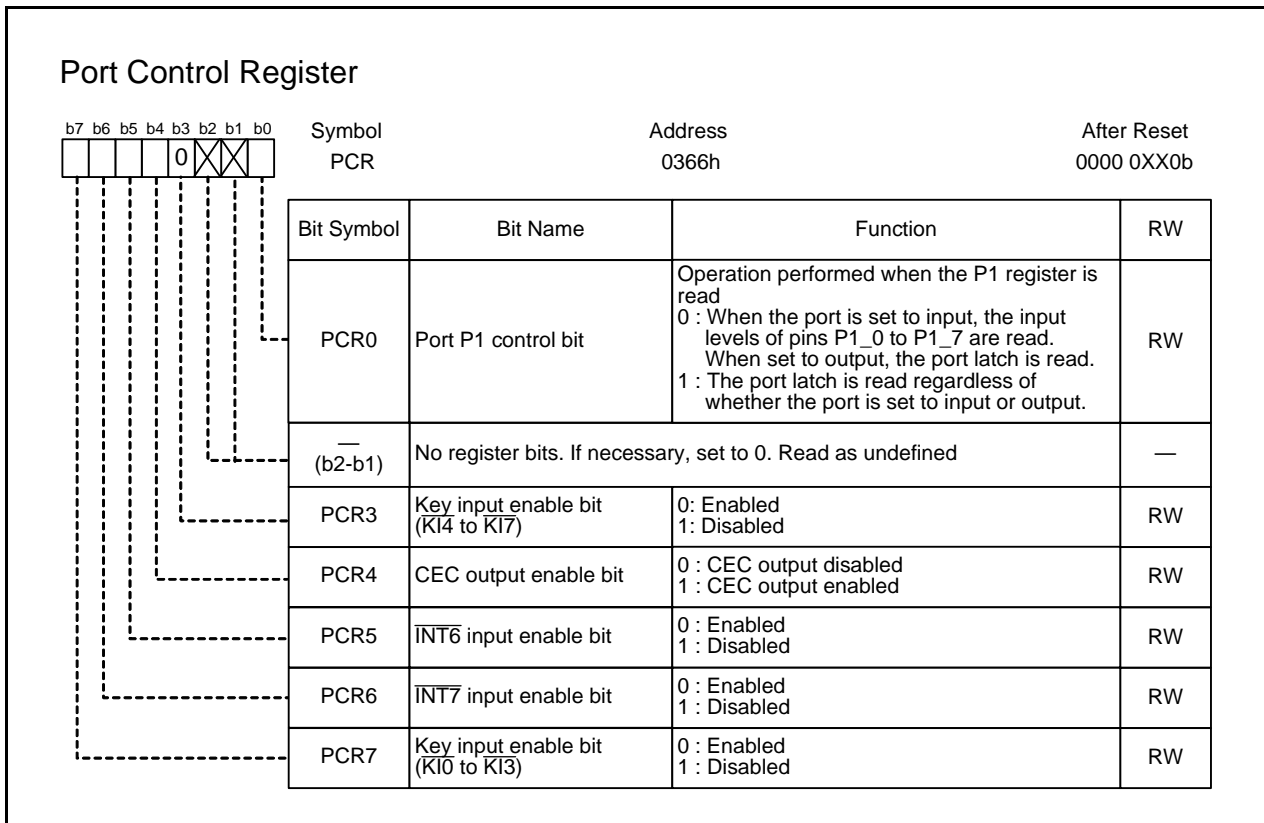 Port Control Register
b7 b6 b5 b4 b3 b2 b1 b0 Symbol Address After Reset
0 PCR 0366h 0000 0XX0b
Bit Symbol Bit Name Function RW
PCR0 Port P1 control bit Operation performed when the P1 register is
read
0 : When the port is set to input, the input
levels of pins P1_0 to P1_7 are read.
When set to output, the port latch is read.
1 : The port latch is read regardless of
whether the port is set to input or output. RW
—
(b2-b1) No register bits. If necessary, set to 0. Read as undefined —
PCR3 Key input enable bit
(K̅I̅4̅ to K̅I̅7̅) 0: Enabled
1: Disabled RW
PCR4 CEC output enable bit 0 : CEC output disabled
1 : CEC output enabled RW
PCR5 I̅N̅T̅6̅ input enable bit 0 : Enabled
1 : Disabled RW
PCR6 I̅N̅T̅7̅ input enable bit 0 : Enabled
1 : Disabled RW
PCR7 Key input enable bit
(K̅I̅0̅ to K̅I̅3̅) 0 : Enabled
1 : Disabled RW